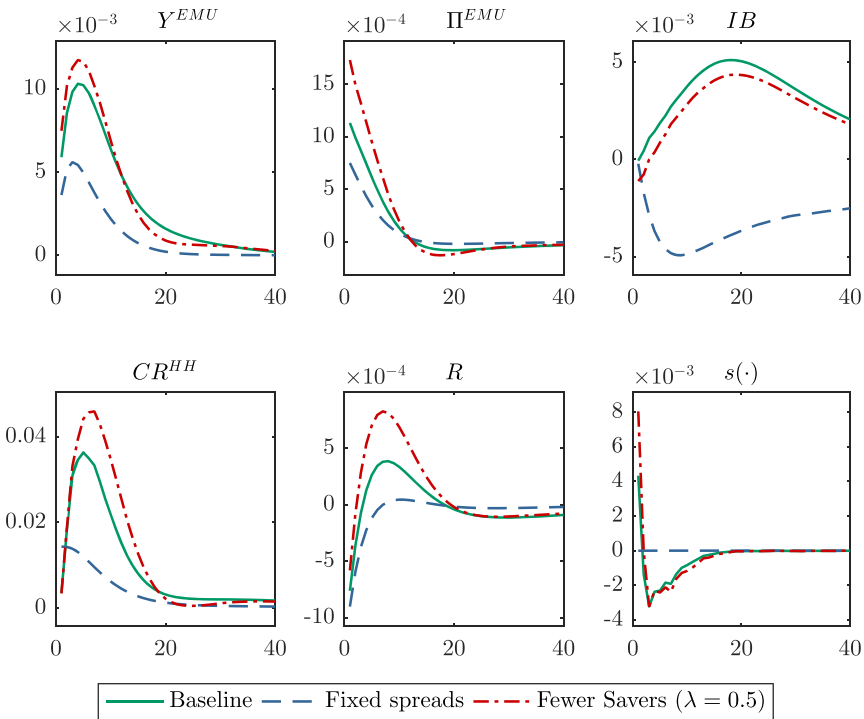 ×10⁻³ Y^{EMU}
10
5
0
0 20 40
×10⁻⁴ Π^{EMU}
15
10
5
0
0 20 40
×10⁻³ IB
5
0
-5
0 20 40
CR^{HH}
0.04
0.02
0
0 20 40
×10⁻⁴ R
5
0
-5
-10
0 20 40
×10⁻³ s(·)
8
6
4
2
0
-2
-4
0 20 40
Baseline Fixed spreads Fewer Savers (λ = 0.5)